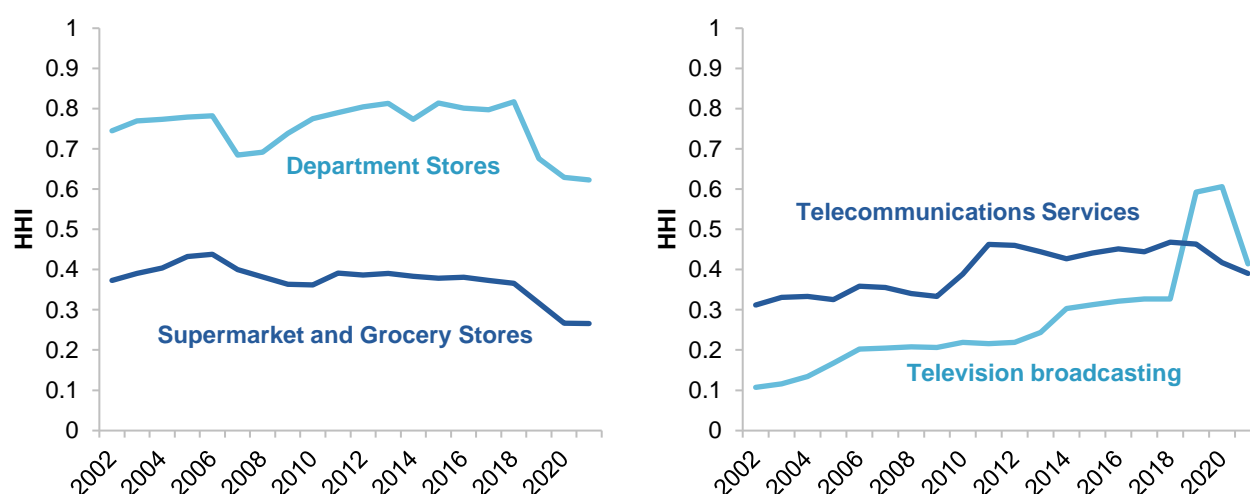 1
0.9
0.8
0.7
0.6
0.5
0.4
0.3
0.2
0.1
0
HHI
Department Stores
Supermarket and Grocery Stores
2002 2004 2006 2008 2010 2012 2014 2016 2018 2020
1
0.9
0.8
0.7
0.6
0.5
0.4
0.3
0.2
0.1
0
HHI
Telecommunications Services
Television broadcasting
2002 2004 2006 2008 2010 2012 2014 2016 2018 2020